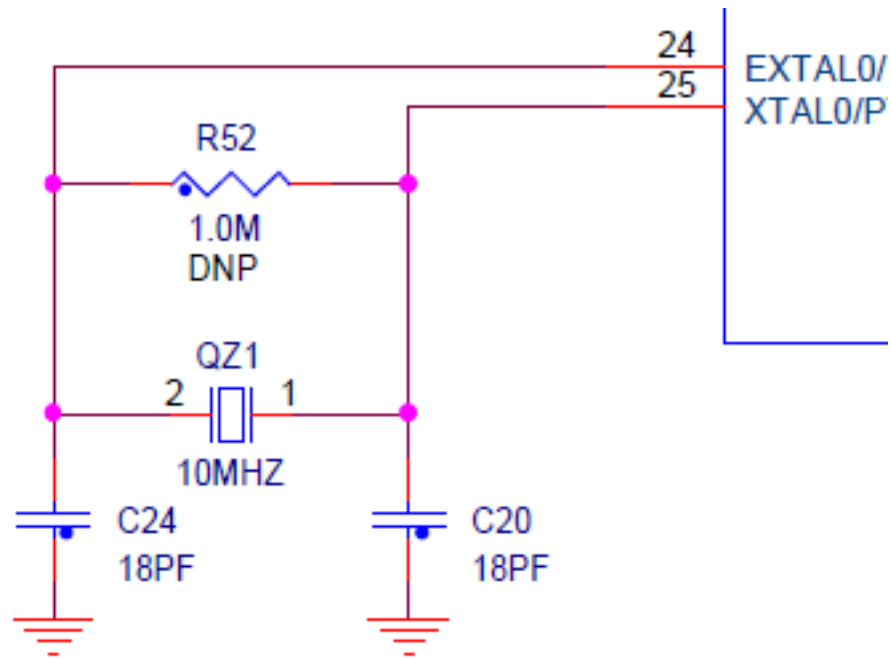 24
EXTAL0/
25
XTAL0/P
R52
1.0M
DNP
QZ1
2
1
10MHZ
C24
18PF
C20
18PF